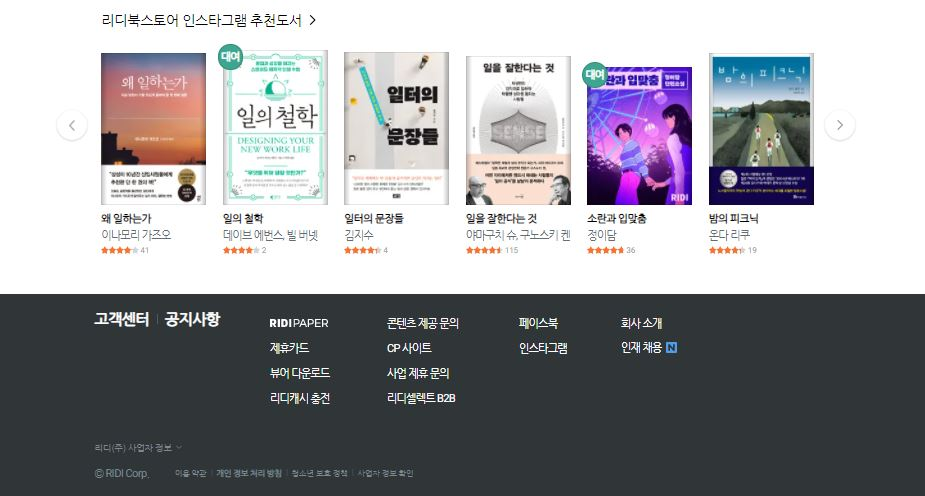 리디북스토어 인스타그램 추천도서 >
왜 일하는가
대여
일의 철학
DESIGNING YOUR
NEW WORK LIFE
일터의
문장들
일을 잘한다는 것
SENSE
대여
소란과 입맞춤
RIDI
밤의 피크닉
왜 일하는가
이나모리 가즈오
41
일의 철학
데이브 에번스, 빌 버넷
2
일터의 문장들
김지수
4
일을 잘한다는 것
야마구치 슈, 구노스키 켄
115
소란과 입맞춤
정이담
36
밤의 피크닉
온다 리쿠
19
고객센터 | 공지사항
RIDIPAPER 콘텐츠 제공 문의 페이스북 회사 소개
제휴카드 CP 사이트 인스타그램 인재 채용 N
뷰어 다운로드 사업 제휴 문의
리디캐시 충전 리디셀렉트 B2B
리디(주) 사업자 정보
© RIDI Corp. 이용 약관 | 개인 정보 처리 방침 | 청소년 보호 정책 | 사업자 정보 확인